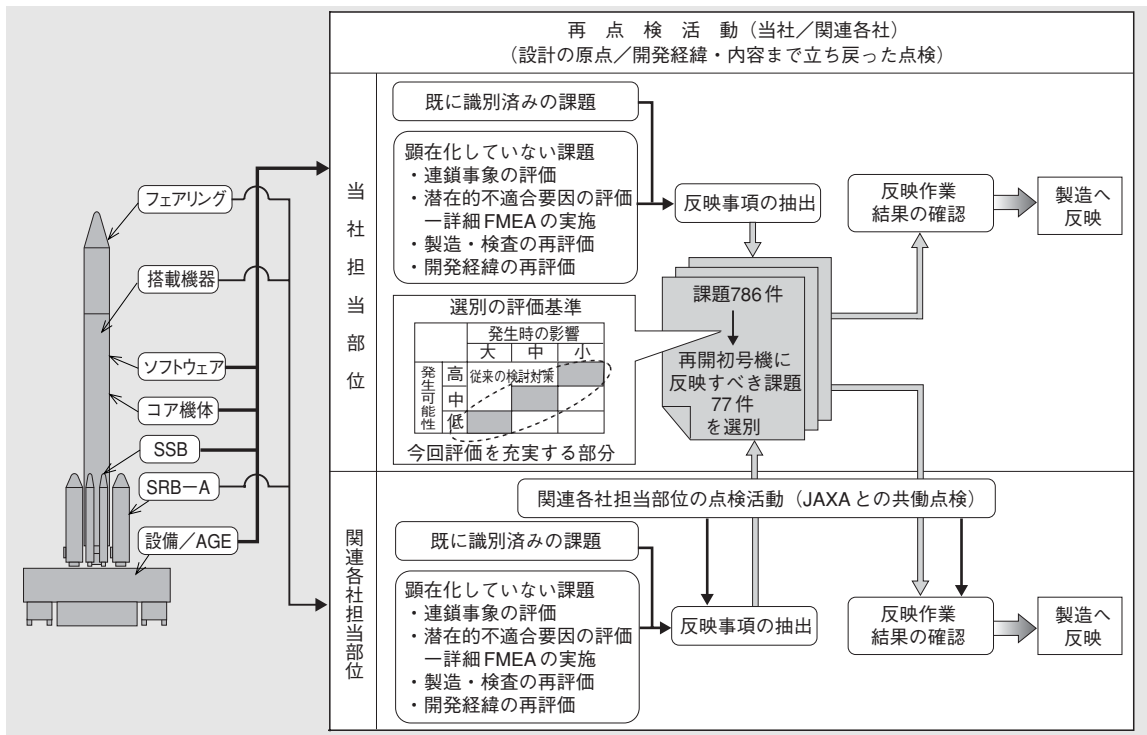 再点検活動（当社／関連各社）
（設計の原点／開発経緯・内容まで立ち戻った点検）
フェアリング
搭載機器
ソフトウェア
コア機体
SSB
SRB－A
設備／AGE
当社担当部位
既に識別済みの課題
顕在化していない課題
・連鎖事象の評価
・潜在的不適合要因の評価
―詳細FMEAの実施
・製造・検査の再評価
・開発経緯の再評価
反映事項の抽出
反映作業
結果の確認
製造へ
反映
選別の評価基準
発生時の影響
大 中 小
発生可能性
高
中
低
従来の検討対策
今回評価を充実する部分
課題786件
再開初号機に
反映すべき課題
77件
を選別
関連各社担当部位
関連各社担当部位の点検活動（JAXAとの共働点検）
既に識別済みの課題
顕在化していない課題
・連鎖事象の評価
・潜在的不適合要因の評価
―詳細FMEAの実施
・製造・検査の再評価
・開発経緯の再評価
反映事項の抽出
反映作業
結果の確認
製造へ
反映